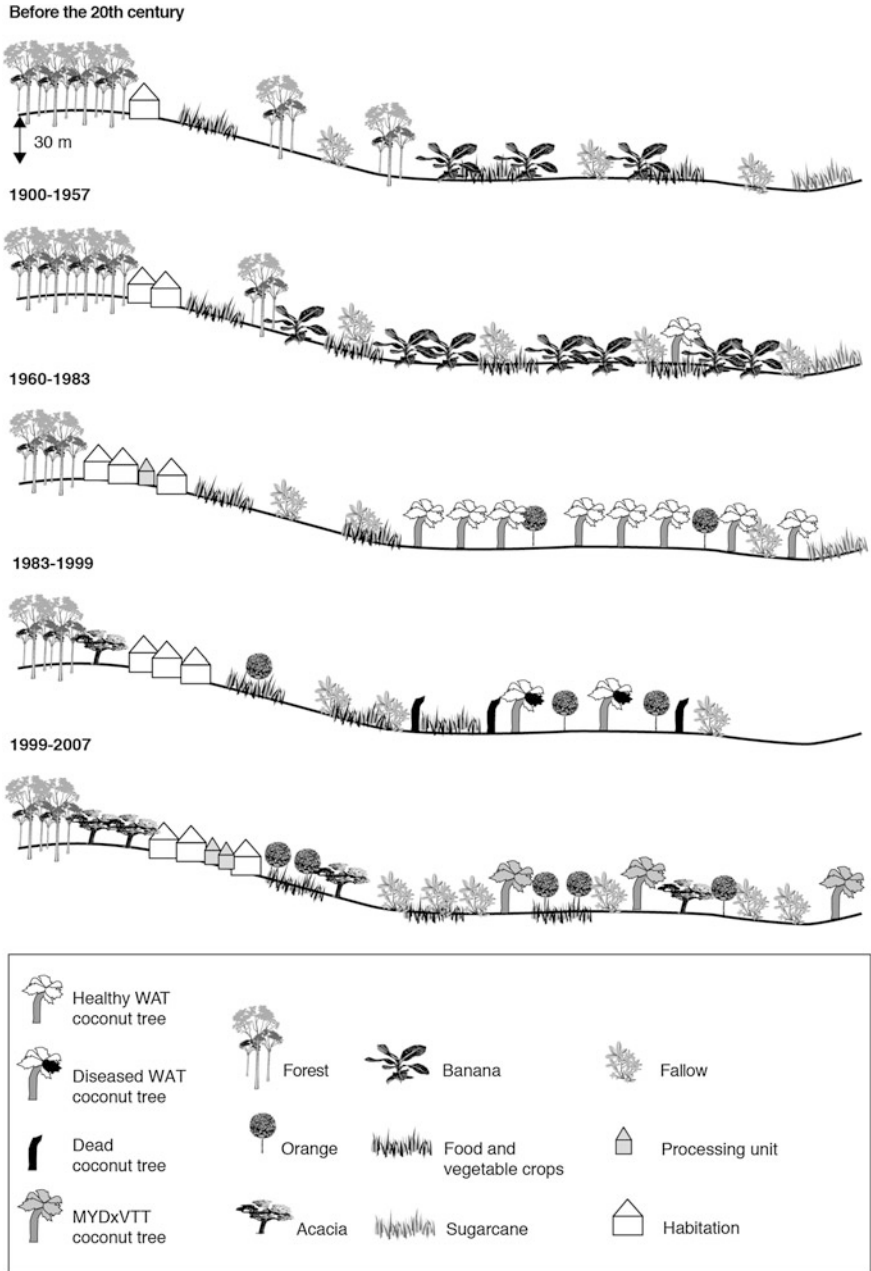 Before the 20th century
30 m
1900-1957
1960-1983
1983-1999
1999-2007
Healthy WAT
coconut tree
Diseased WAT
coconut tree
Dead
coconut tree
MYDxVTT
coconut tree
Forest
Orange
Acacia
Banana
Food and
vegetable crops
Sugarcane
Fallow
Processing unit
Habitation